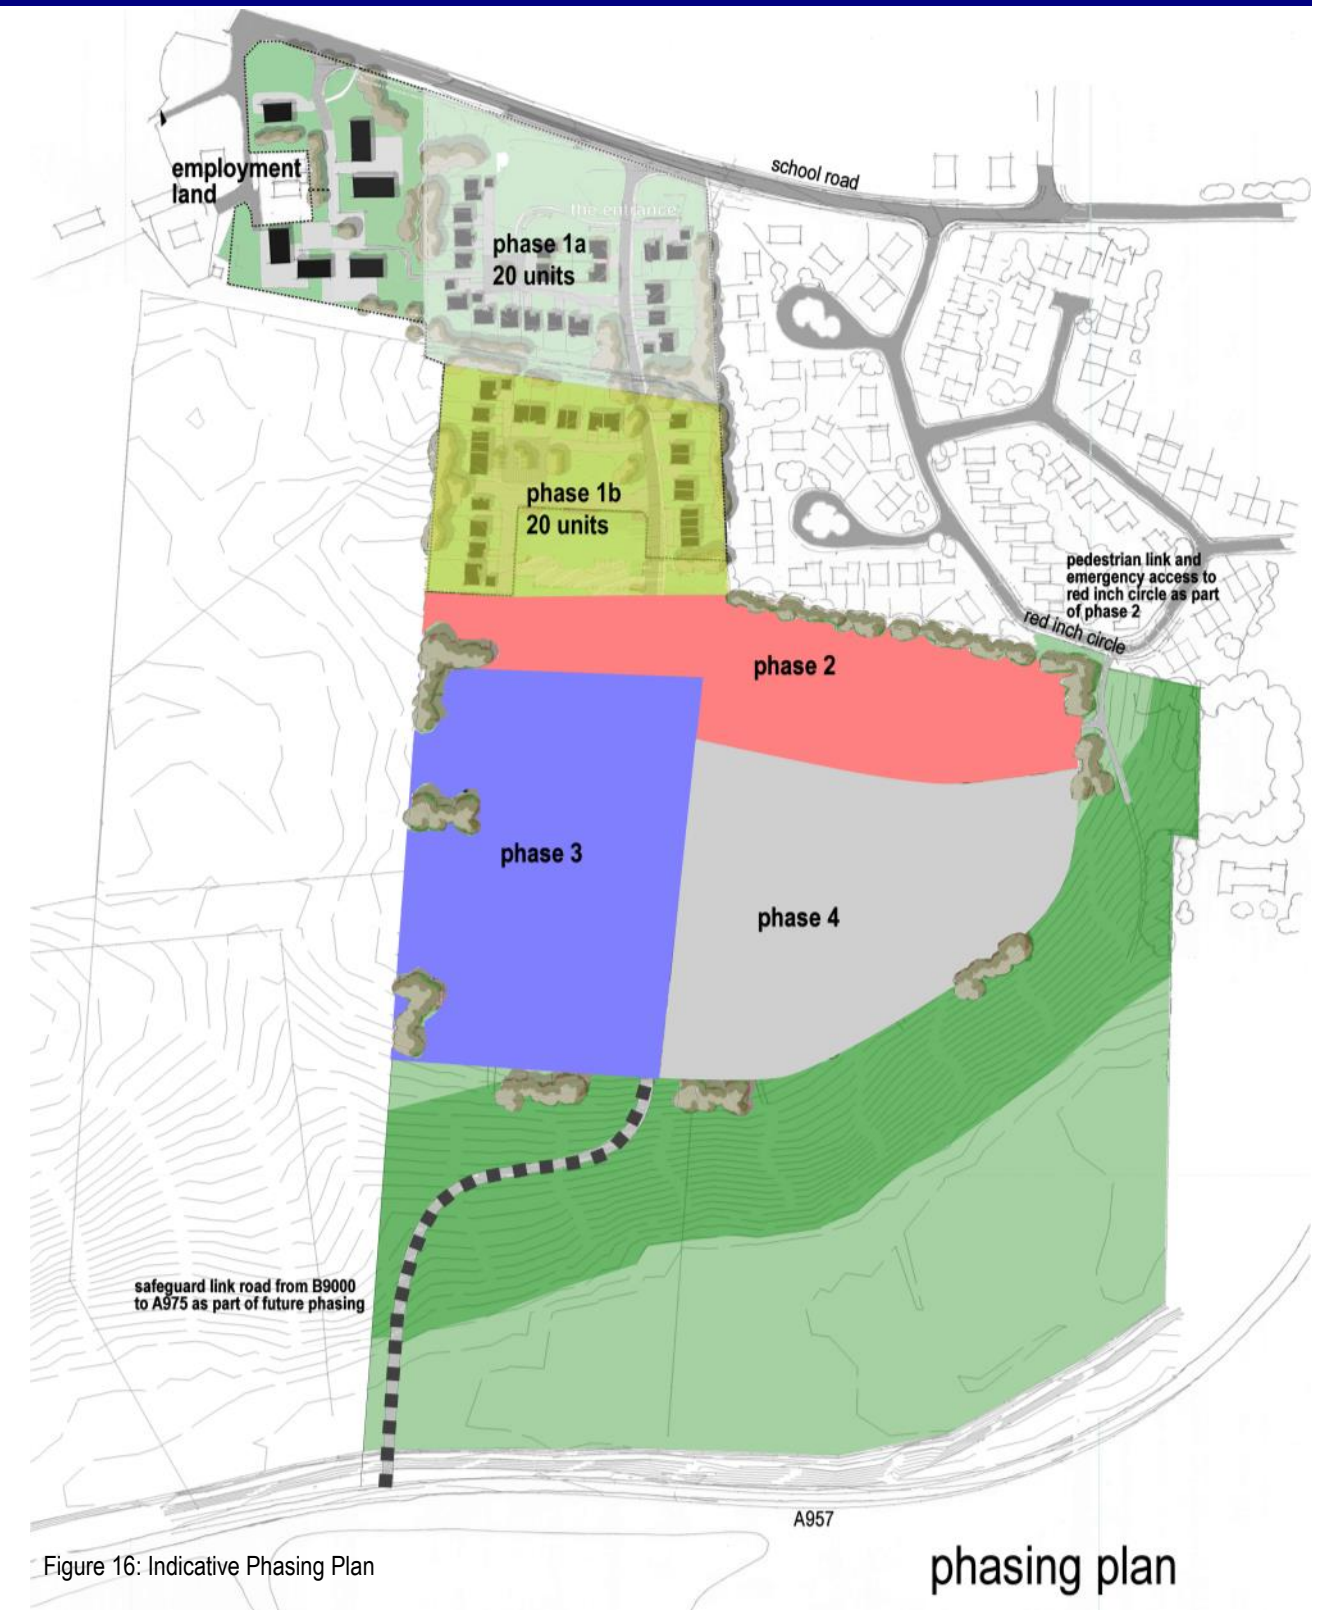 school road
employment
land
the entrance
phase 1a
20 units
phase 1b
20 units
pedestrian link and
emergency access to
red inch circle as part
of phase 2
red inch circle
phase 2
phase 3
phase 4
safeguard link road from B9000
to A975 as part of future phasing
A957
Figure 16: Indicative Phasing Plan
phasing plan